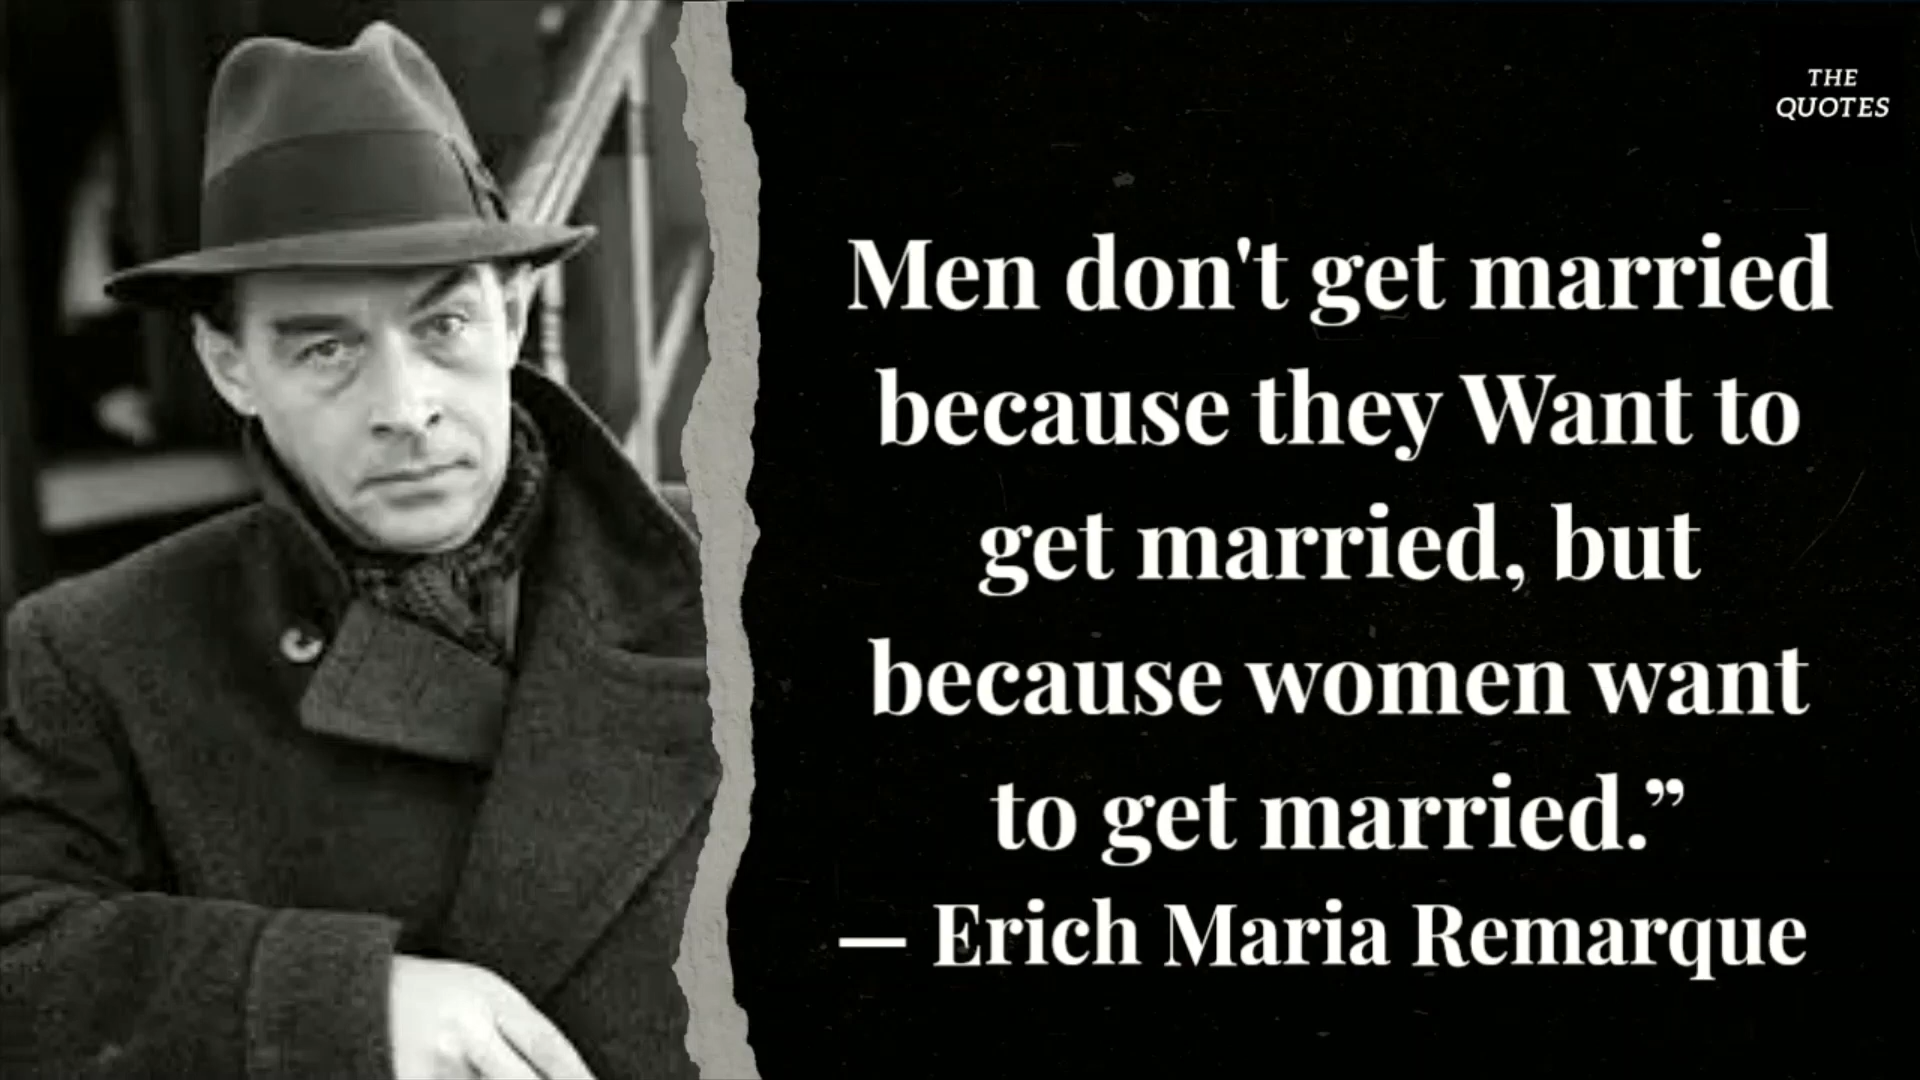 THE
QUOTES
Men don't get married
because they Want to
get married, but
because women want
to get married.”
— Erich Maria Remarque